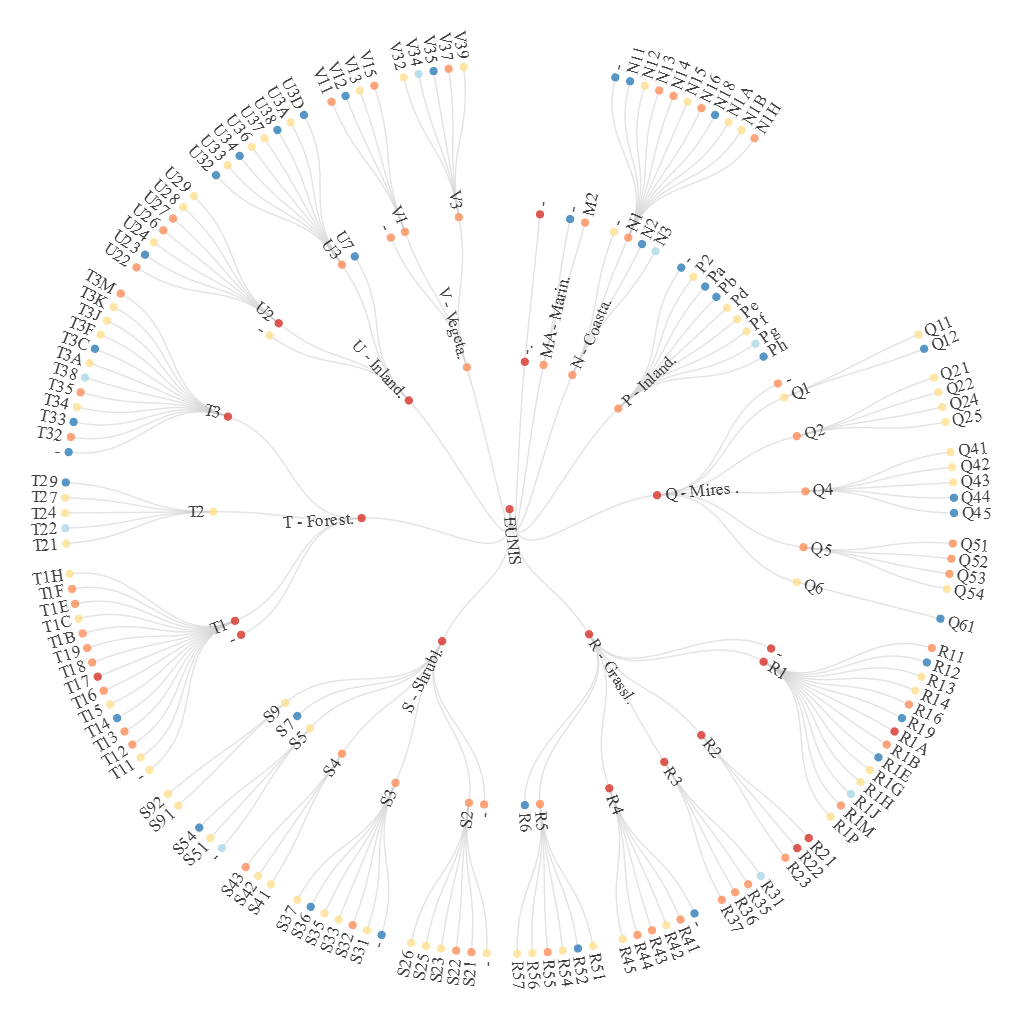 EUNIS
-.
-
MA - Marin.
-
M2
N - Coasta.
-
N1
-
N11
N12
N13
N14
N15
N16
N18
N1A
N1B
N1H
N2
N3
P - Inland.
-
P2
Pa
Pb
Pd
Pe
Pf
Pg
Ph
Q - Mires .
-
Q1
Q11
Q12
Q2
Q21
Q22
Q24
Q25
Q4
Q41
Q42
Q43
Q44
Q45
Q5
Q51
Q52
Q53
Q54
Q6
Q61
R - Grassl.
-
R1
R11
R12
R13
R14
R16
R19
R1A
R1B
R1E
R1G
R1H
R1J
R1M
R1P
R2
R21
R22
R23
R3
R31
R35
R36
R37
R4
-
R41
R42
R43
R44
R45
R5
R51
R52
R54
R55
R56
R57
R6
S - Shrubl.
-
S2
-
S21
S22
S23
S25
S26
S3
-
S31
S32
S33
S35
S36
S37
S4
S41
S42
S43
S5
-
S51
S54
S7
S9
S91
S92
T - Forest.
-
T1
-
T11
T12
T13
T14
T15
T16
T17
T18
T19
T1B
T1C
T1E
T1F
T1H
T2
T21
T22
T24
T27
T29
T3
-
T32
T33
T34
T35
T38
T3A
T3C
T3F
T3J
T3K
T3M
U - Inland.
-
U2
U22
U23
U24
U26
U27
U28
U29
U3
U32
U33
U34
U36
U37
U38
U3A
U3D
U7
V - Vegeta.
-
V1
V11
V12
V13
V15
V3
V32
V34
V35
V37
V39